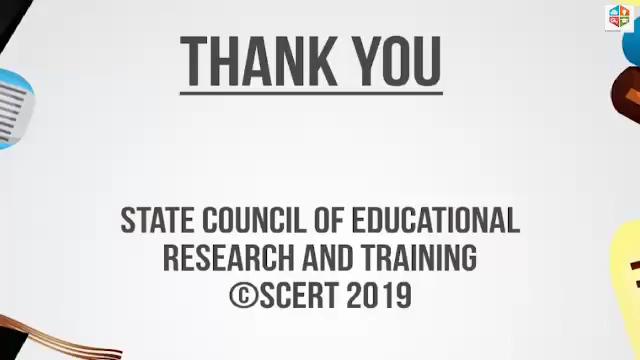 THANK YOU
STATE COUNCIL OF EDUCATIONAL
RESEARCH AND TRAINING
©SCERT 2019